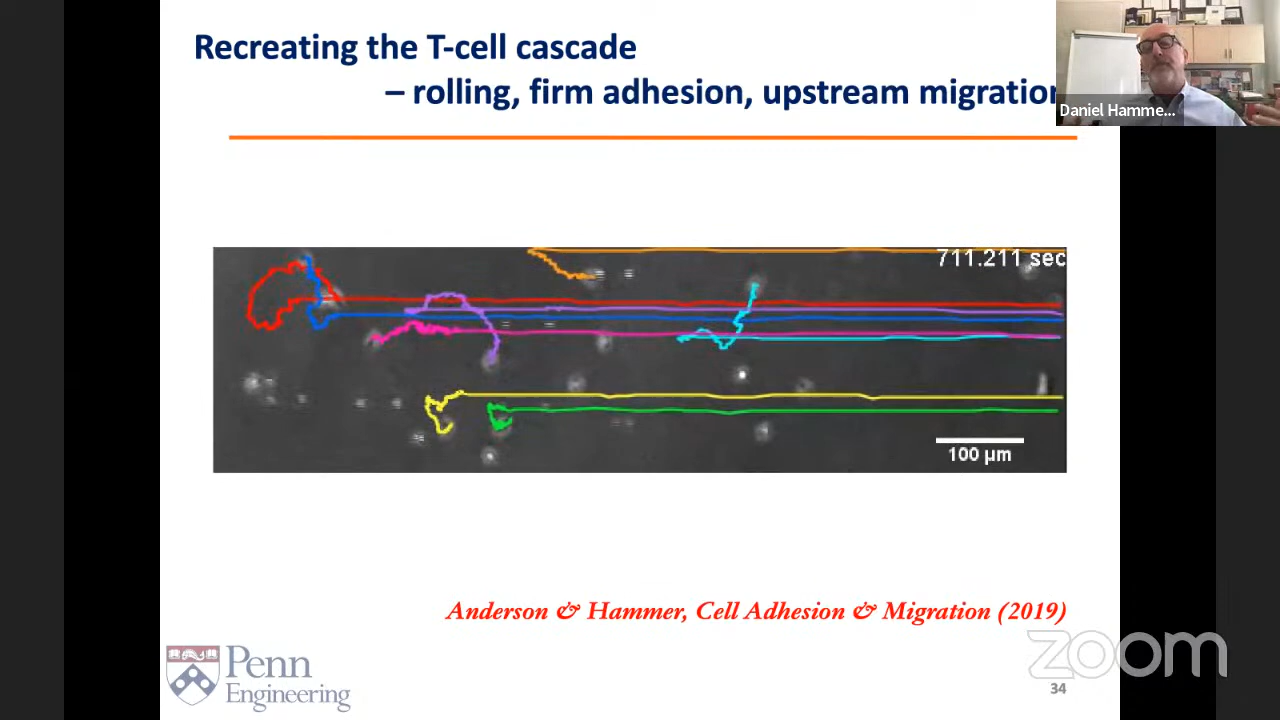 Recreating the T-cell cascade
– rolling, firm adhesion, upstream migration
Daniel Hamme...
711.211 sec
100 µm
Anderson & Hammer, Cell Adhesion & Migration (2019)
Penn
Engineering
zoom
34